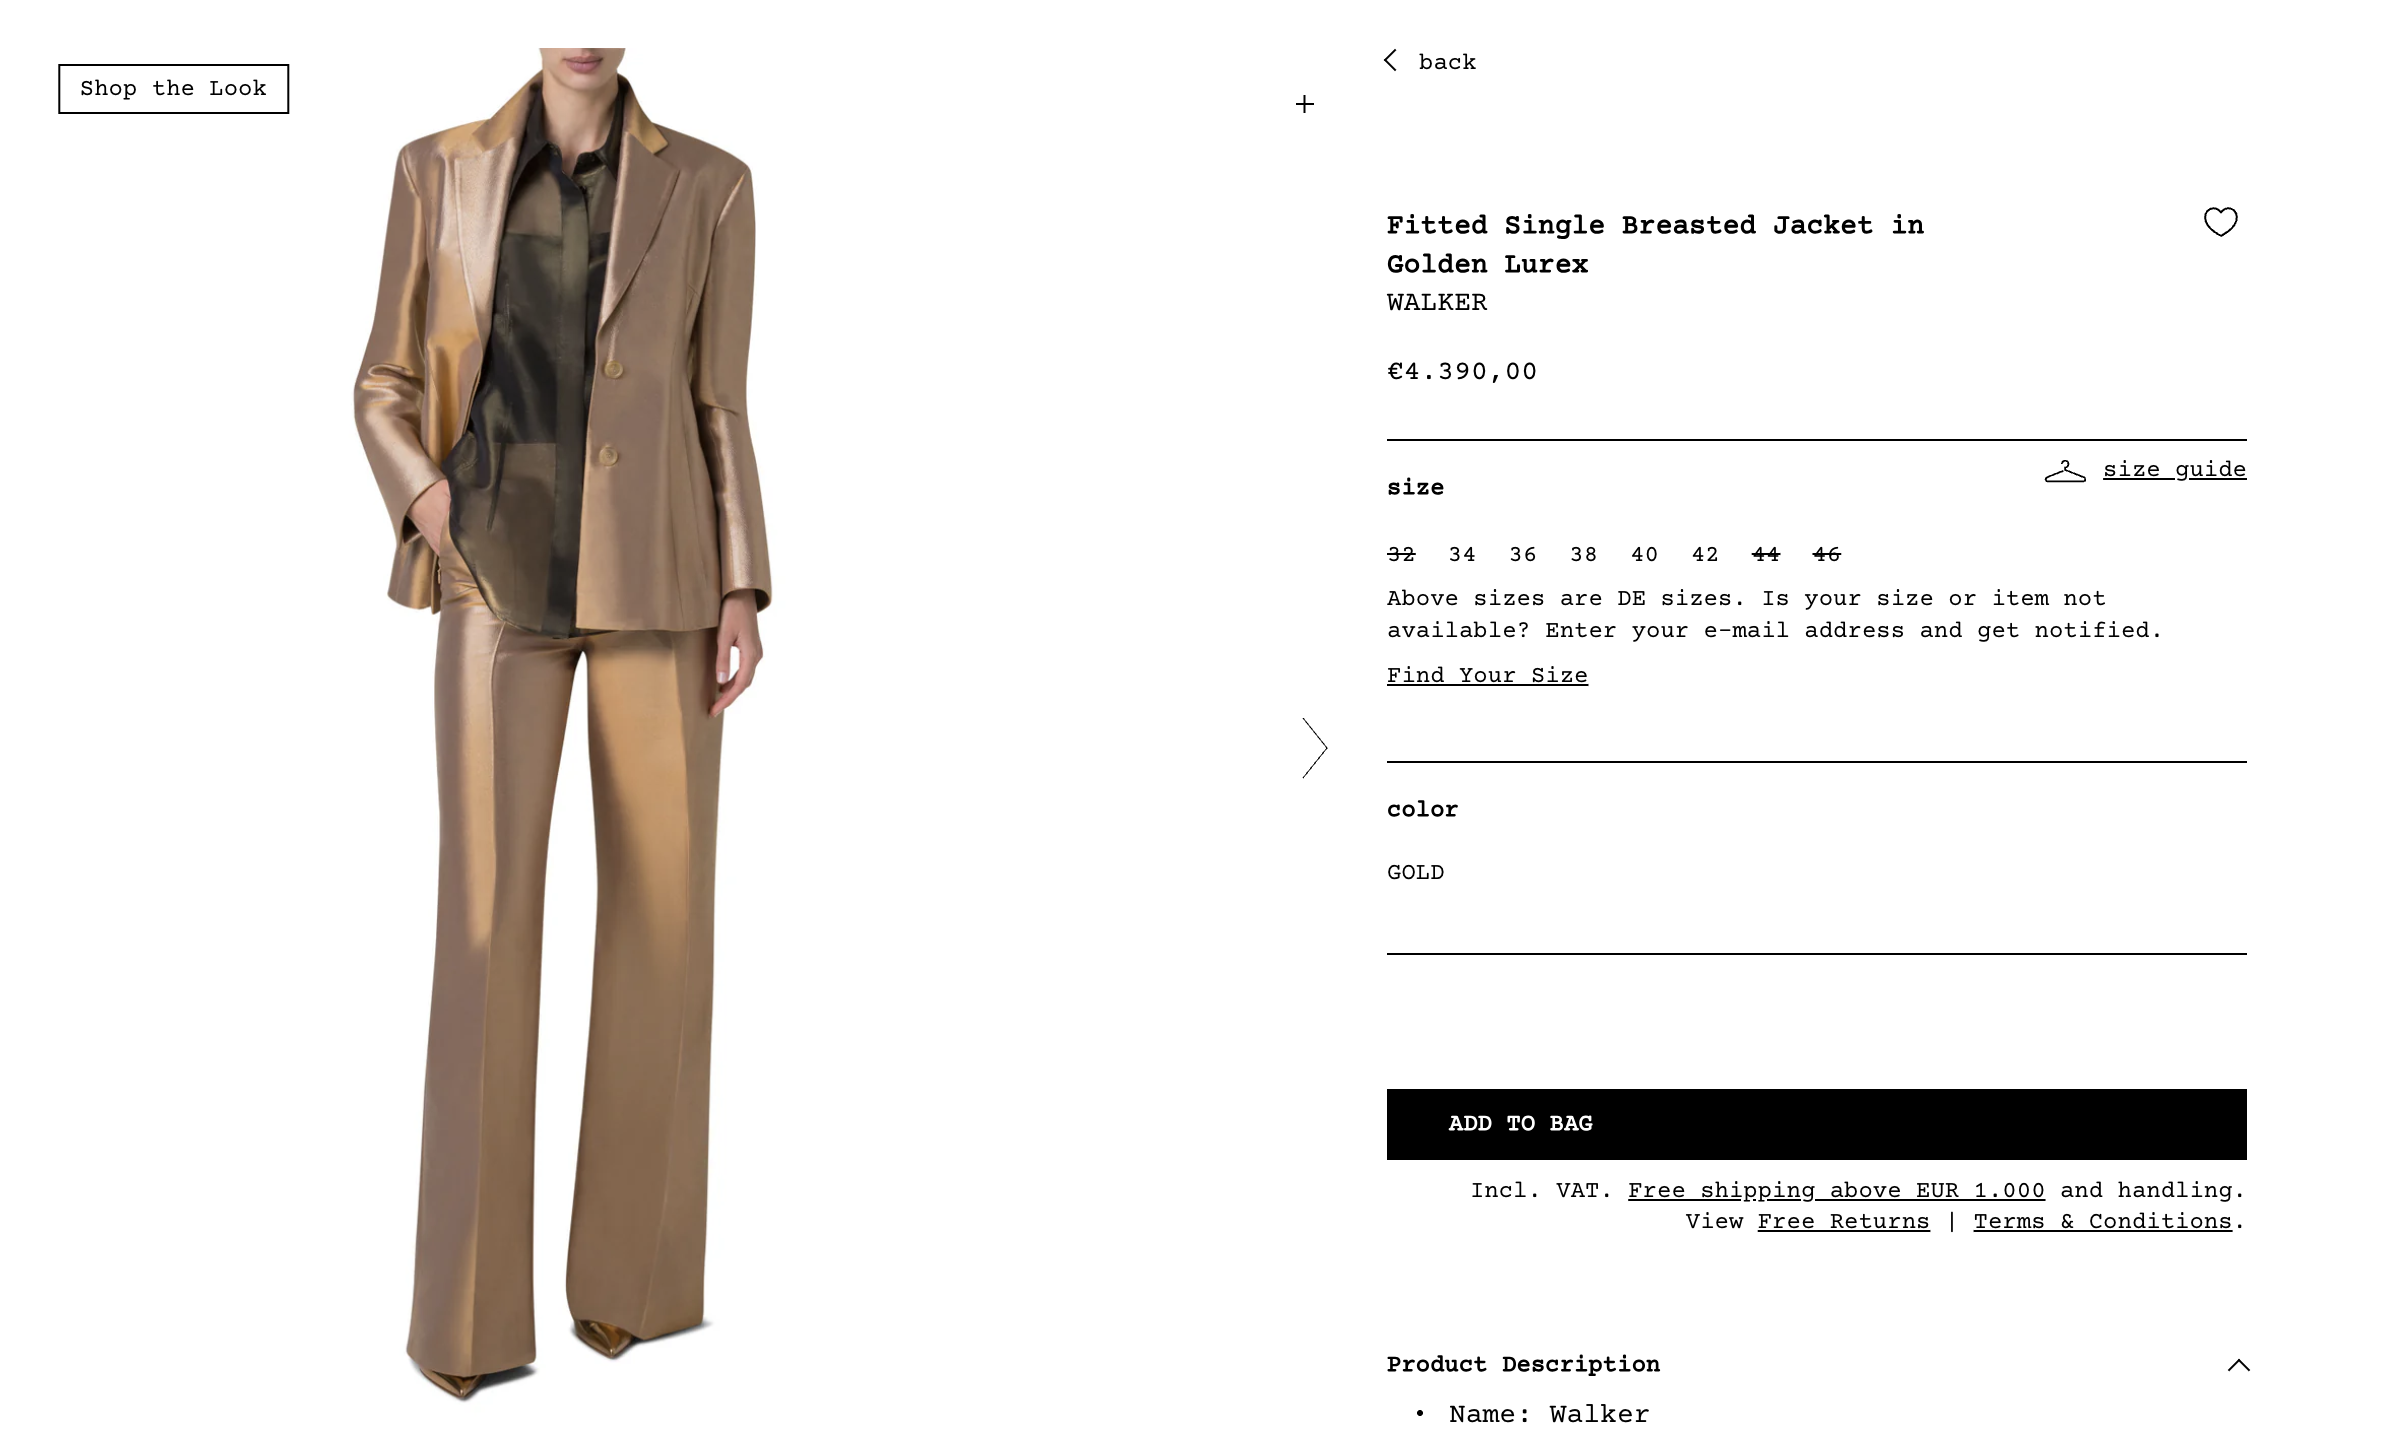 Shop the Look
back
Fitted Single Breasted Jacket in
Golden Lurex
WALKER
€4.390,00
size guide
size
32 34 36 38 40 42 44 46
Above sizes are DE sizes. Is your size or item not
available? Enter your e-mail address and get notified.
Find Your Size
color
GOLD
ADD TO BAG
Incl. VAT. Free shipping above EUR 1.000 and handling.
View Free Returns | Terms & Conditions.
Product Description
• Name: Walker